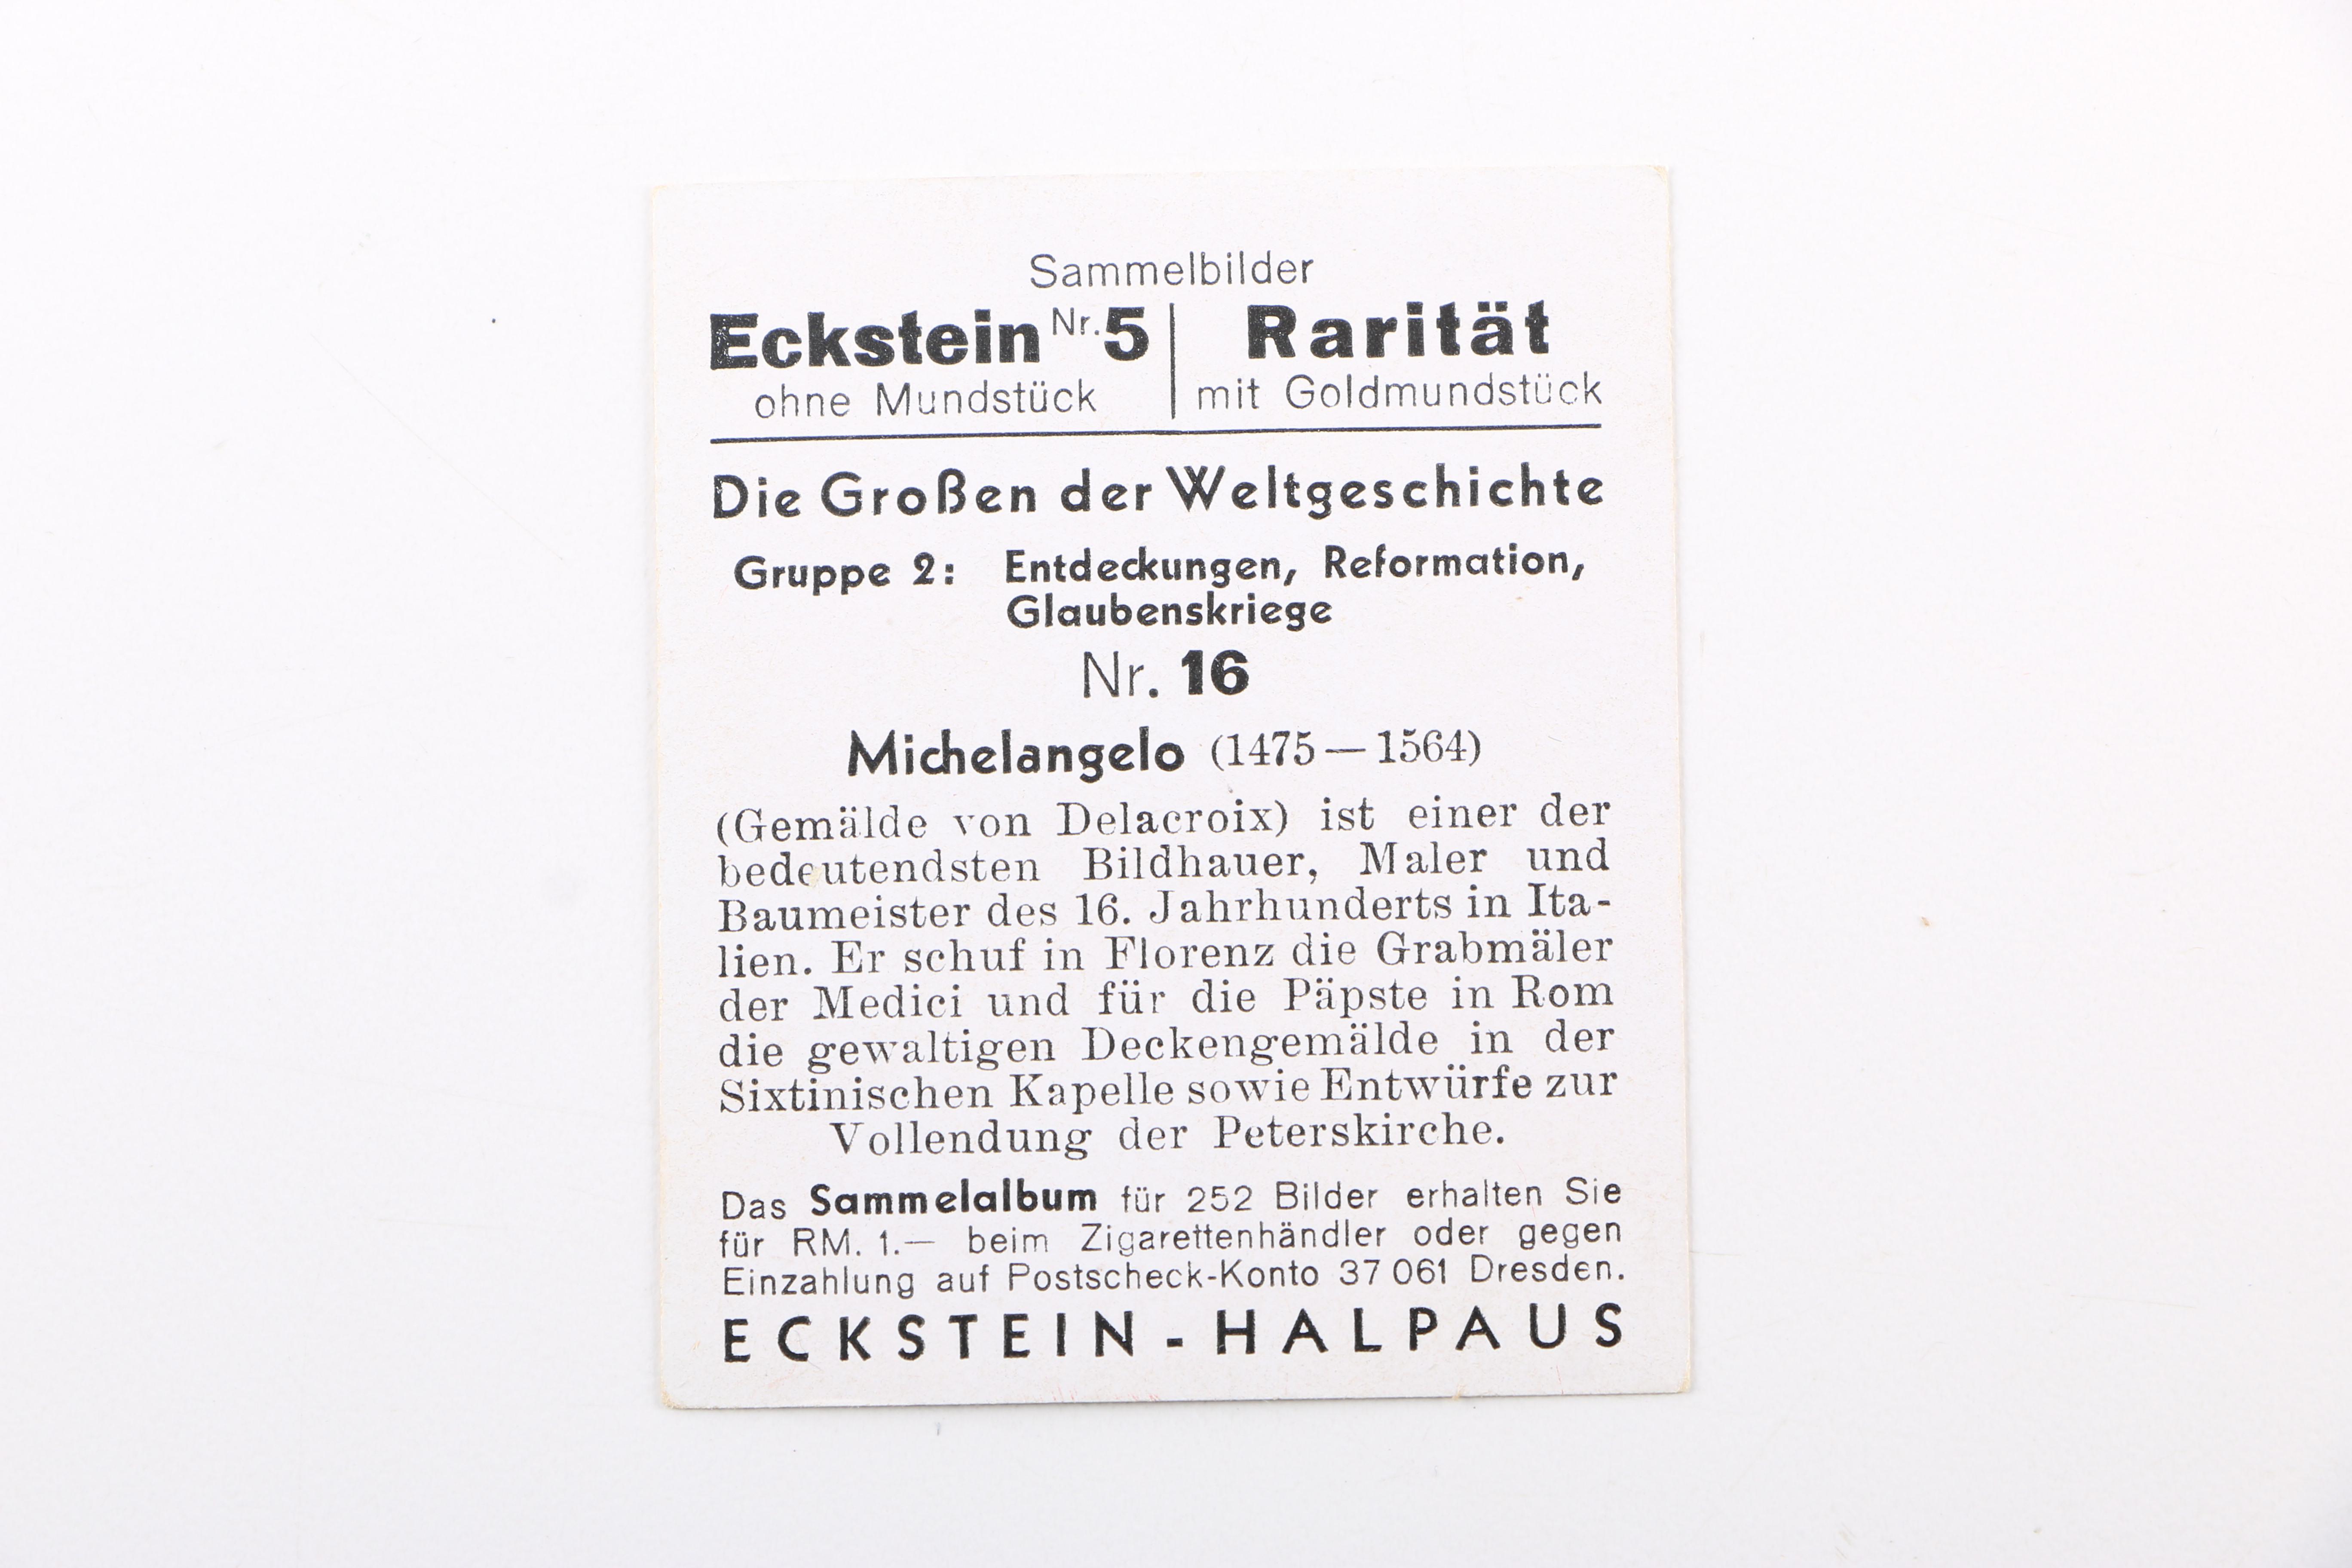 Sammelbilder
Eckstein Nr. 5 | Rarität
ohne Mundstück | mit Goldmundstück
Die Großen der Weltgeschichte
Gruppe 2: Entdeckungen, Reformation,
Glaubenskriege
Nr. 16
Michelangelo (1475—1564)
(Gemälde von Delacroix) ist einer der
bedeutendsten Bildhauer, Maler und
Baumeister des 16. Jahrhunderts in Ita-
lien. Er schuf in Florenz die Grabmäler
der Medici und für die Päpste in Rom
die gewaltigen Deckengemälde in der
Sixtinischen Kapelle sowie Entwürfe zur
Vollendung der Peterskirche.
Das Sammelalbum für 252 Bilder erhalten Sie
für RM. 1.— beim Zigarettenhändler oder gegen
Einzahlung auf Postscheck-Konto 37 061 Dresden.
ECKSTEIN-HALPAUS